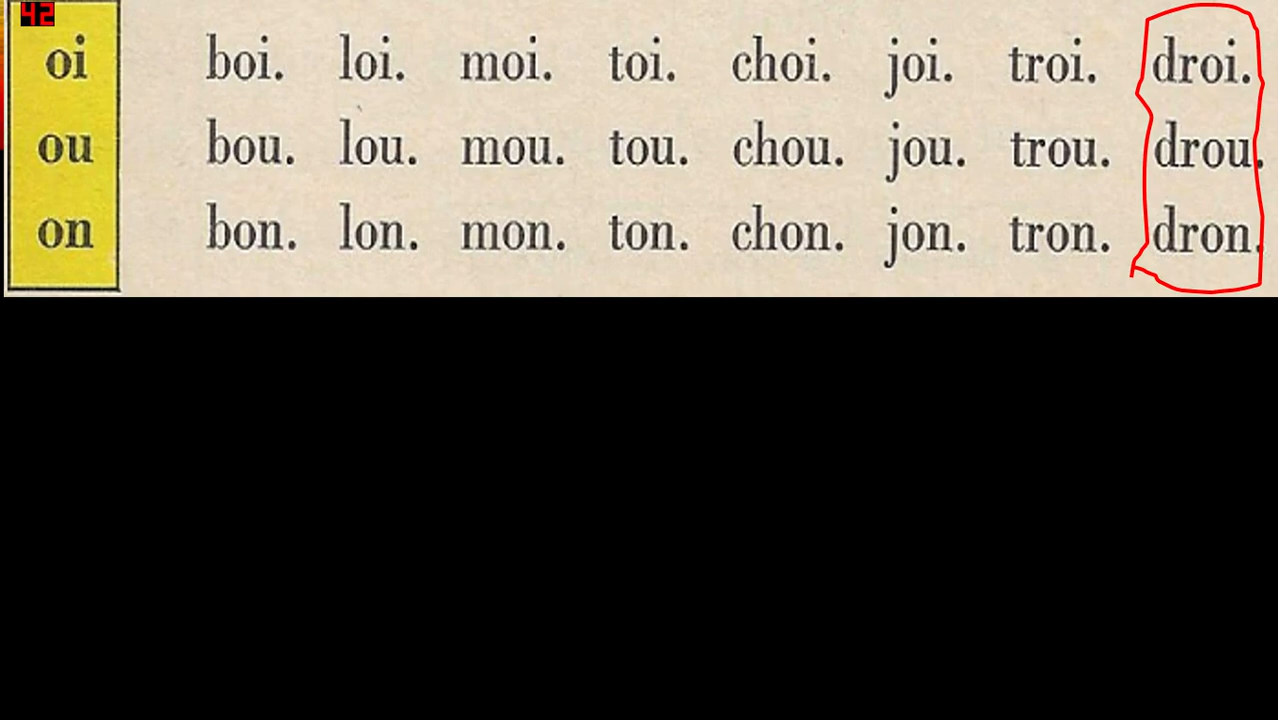 42
oi boi. loi. moi. toi. choi. joi. troi. droi.
ou bou. lou. mou. tou. chou. jou. trou. drou.
on bon. lon. mon. ton. chon. jon. tron. dron.